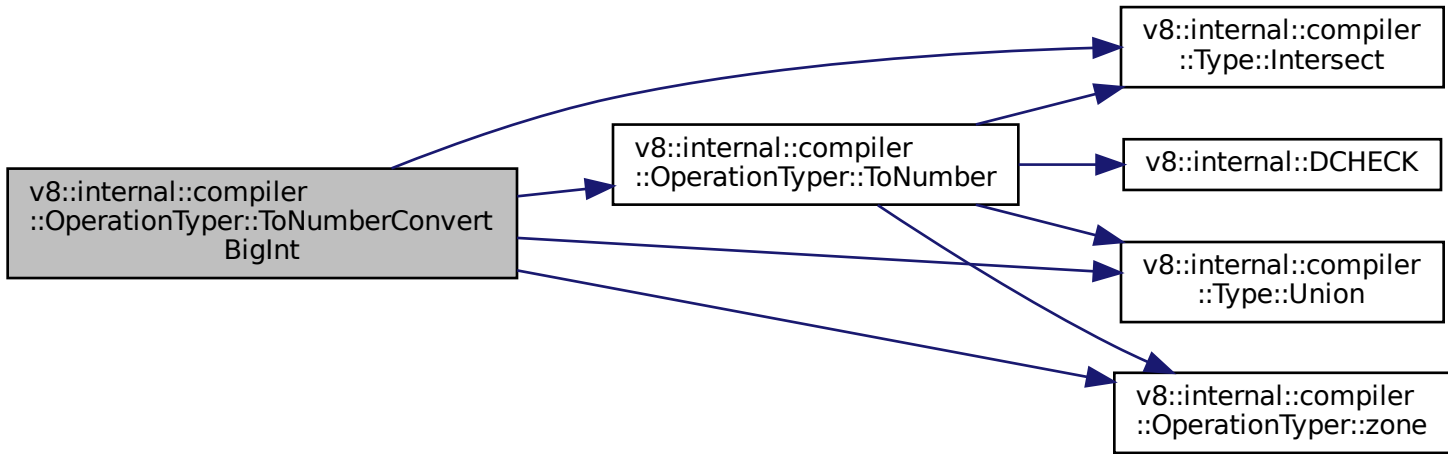 v8::internal::compiler
::OperationTyper::ToNumberConvert
BigInt
v8::internal::compiler
::OperationTyper::ToNumber
v8::internal::compiler
::Type::Intersect
v8::internal::DCHECK
v8::internal::compiler
::Type::Union
v8::internal::compiler
::OperationTyper::zone